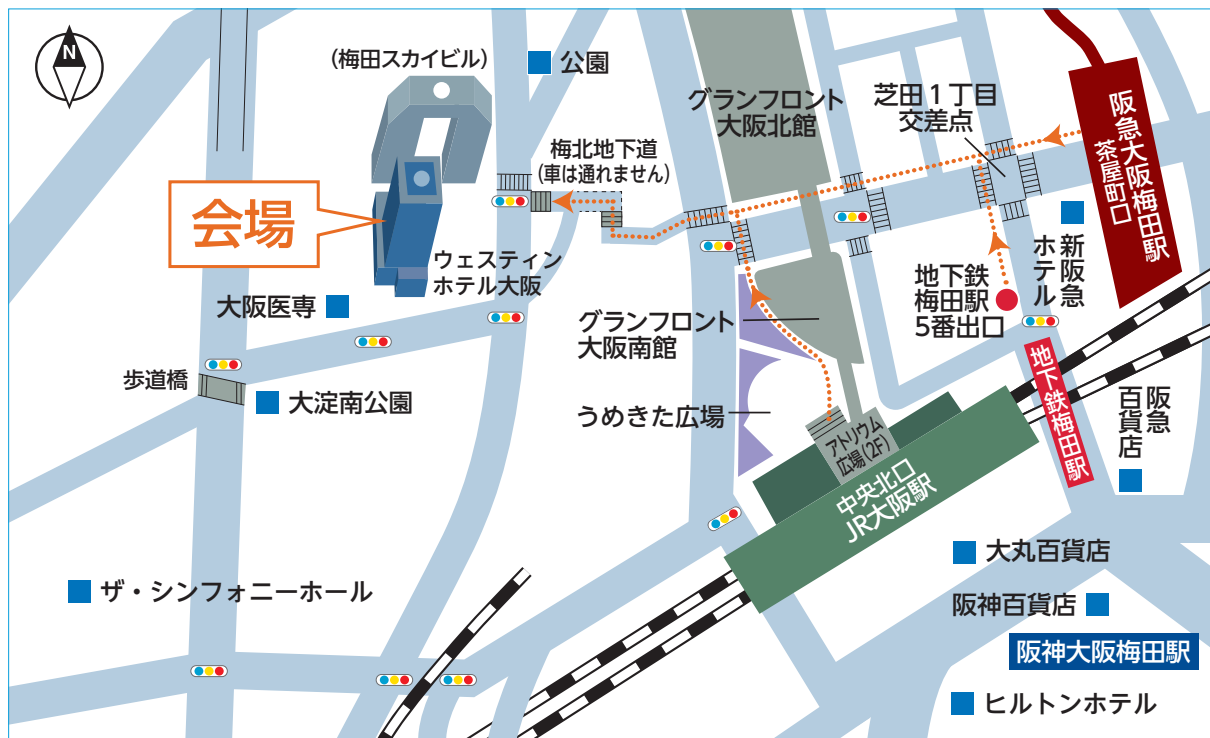 N
(梅田スカイビル)
公園
グランフロント
大阪北館
芝田1丁目
交差点
阪急大阪梅田駅
茶屋町口
梅北地下道
(車は通れません)
会場
ウェスティン
ホテル大阪
新阪急
ホテル
地下鉄
梅田駅
5番出口
大阪医専
グランフロント
大阪南館
歩道橋
大淀南公園
うめきた広場
地下鉄梅田駅
阪急
百貨店
アトリウム
広場(2F)
中央北口
JR大阪駅
大丸百貨店
ザ・シンフォニーホール
阪神百貨店
阪神大阪梅田駅
ヒルトンホテル